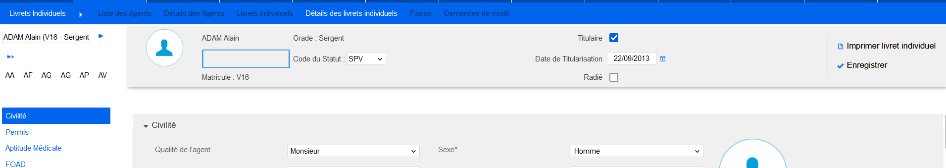 Livrets Individuels Liste des Agents Détails des Agents Livrets individuels Détails des livrets individuels Fusion Demandes de modif.
ADAM Alain (V16 - Sergent
AA AF AG AG AP AV
ADAM Alain Grade : Sergent Titulaire
Code du Statut : SPV Date de Titularisation 22/09/2013
Matricule : V16 Radié
Imprimer livret individuel
Enregistrer
Civilité
Permis
Aptitude Médicale
FOAD
Civilité
Qualité de l'agent Monsieur Sexe* Homme